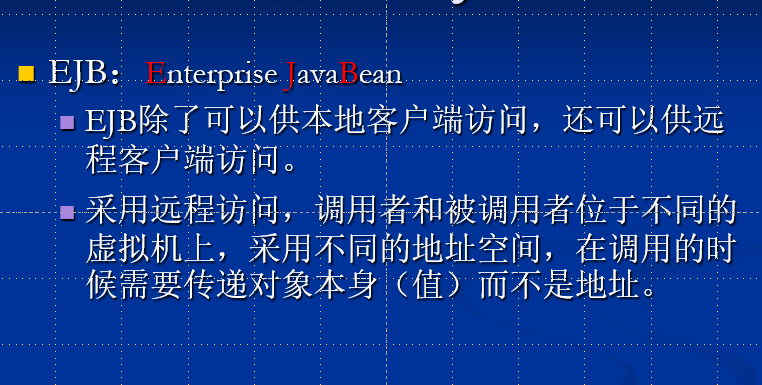 EJB：Enterprise JavaBean
EJB除了可以供本地客户端访问，还可以供远
程客户端访问。
采用远程访问，调用者和被调用者位于不同的
虚拟机上，采用不同的地址空间，在调用的时
候需要传递对象本身（值）而不是地址。